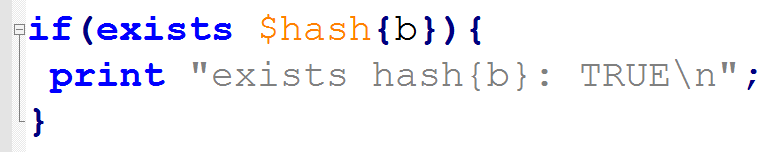 if(exists $hash{b}){
print "exists hash{b}: TRUE\n";
}